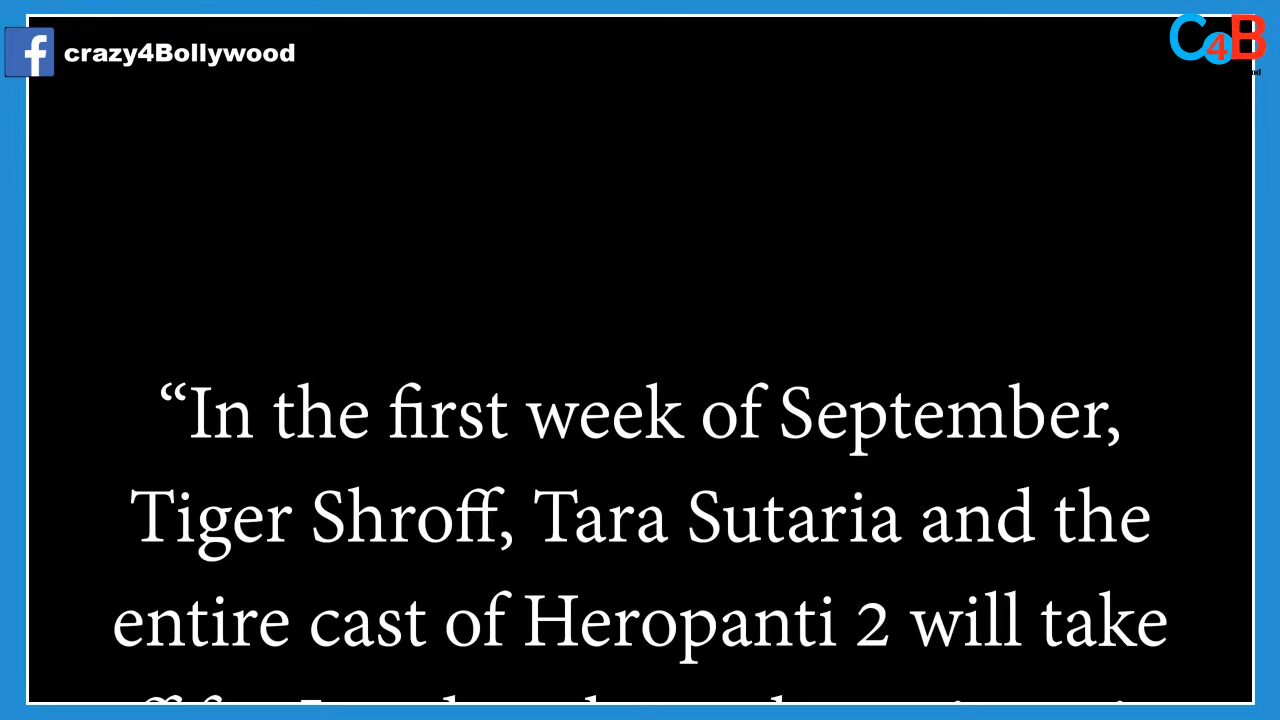 crazy4Bollywood
C4B
“In the first week of September,
Tiger Shroff, Tara Sutaria and the
entire cast of Heropanti 2 will take